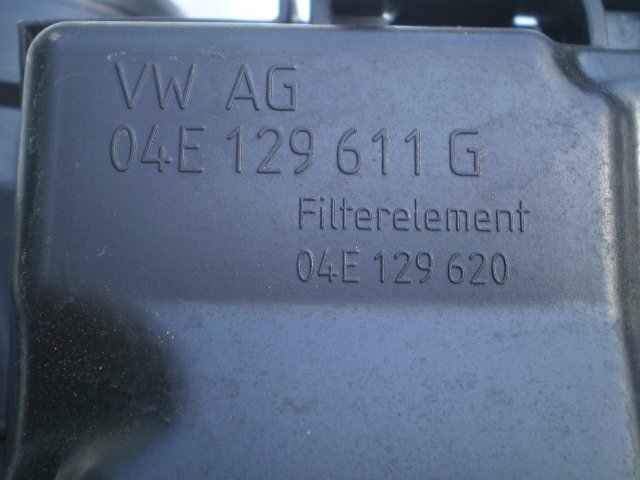 VW AG
04E 129 611 G
Filterelement
04E 129 620